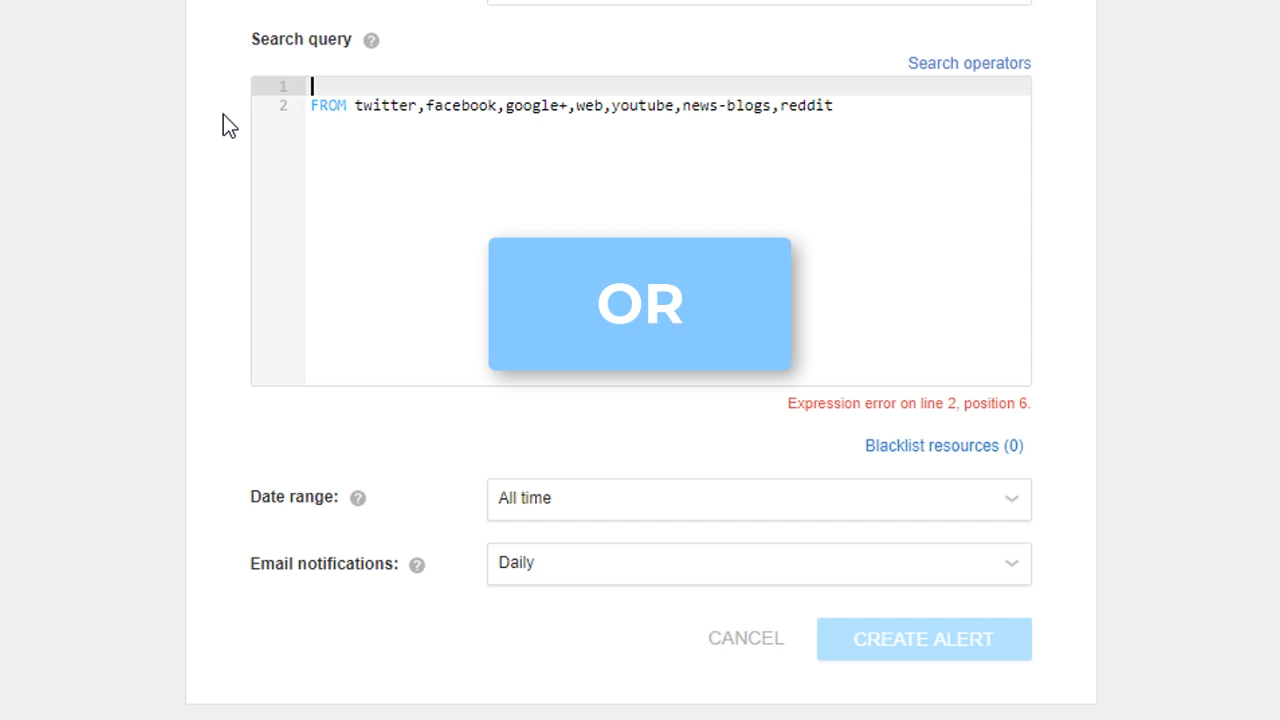 Search query ?
Search operators
1
2 FROM twitter,facebook,google+,web,youtube,news-blogs,reddit
OR
Expression error on line 2, position 6.
Blacklist resources (0)
Date range: ? All time
Email notifications: ? Daily
CANCEL CREATE ALERT